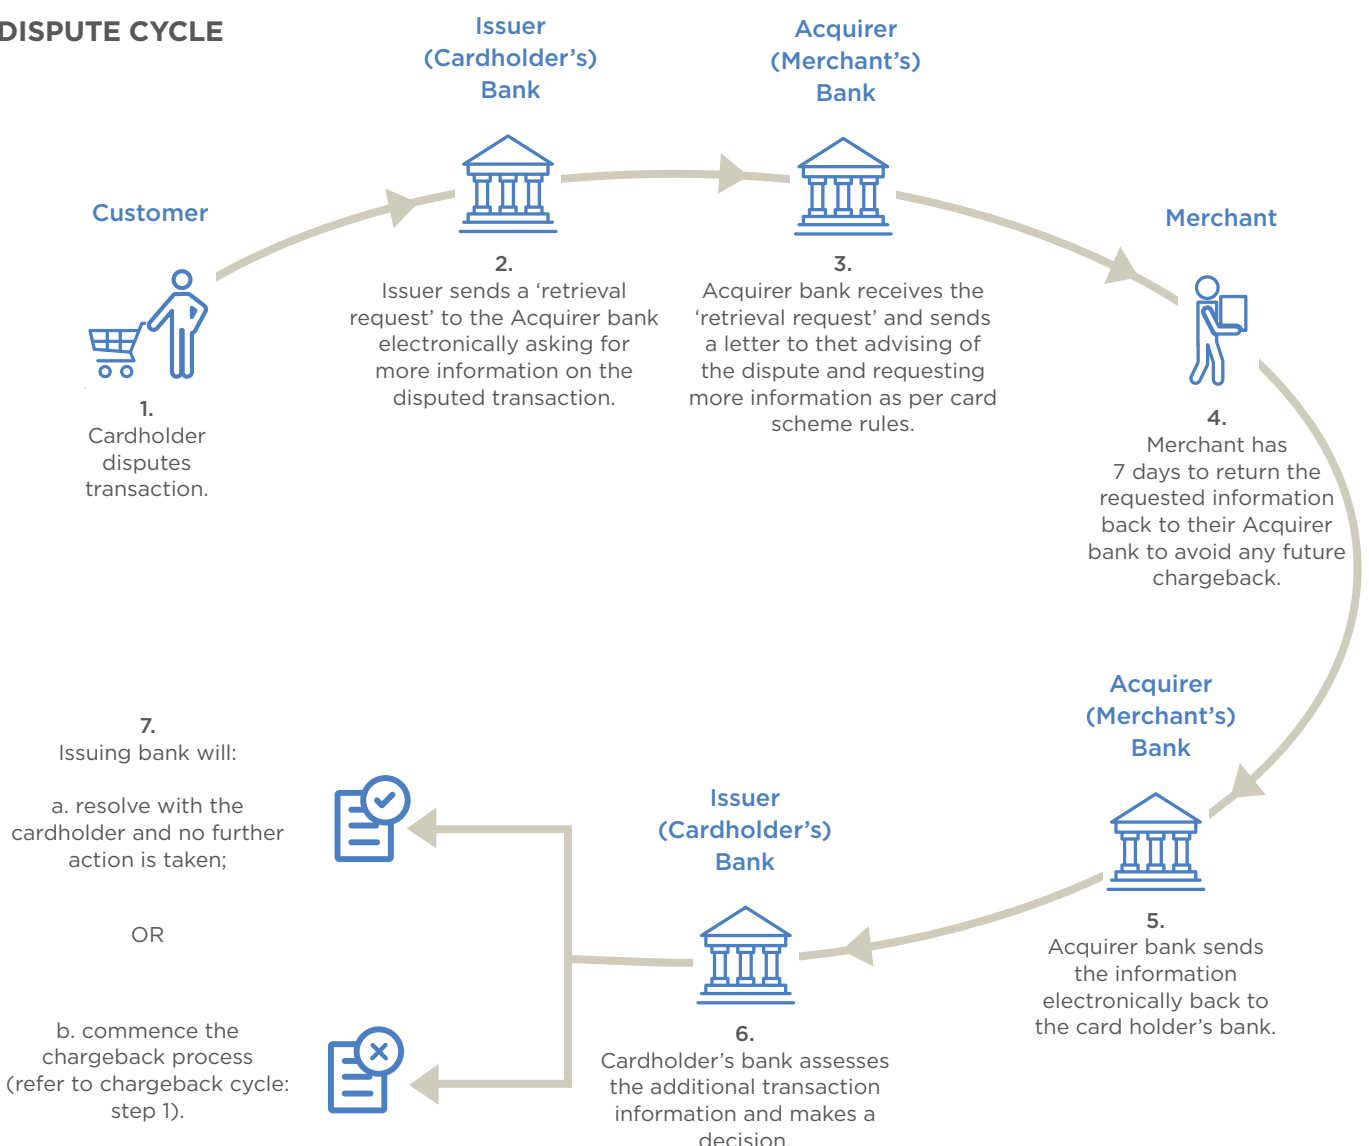 DISPUTE CYCLE
Customer
1.
Cardholder
disputes
transaction.
Issuer
(Cardholder’s)
Bank
2.
Issuer sends a ‘retrieval
request’ to the Acquirer bank
electronically asking for
more information on the
disputed transaction.
Acquirer
(Merchant’s)
Bank
3.
Acquirer bank receives the
‘retrieval request’ and sends
a letter to thet advising of
the dispute and requesting
more information as per card
scheme rules.
Merchant
4.
Merchant has
7 days to return the
requested information
back to their Acquirer
bank to avoid any future
chargeback.
Acquirer
(Merchant’s)
Bank
5.
Acquirer bank sends
the information
electronically back to
the card holder’s bank.
Issuer
(Cardholder’s)
Bank
6.
Cardholder’s bank assesses
the additional transaction
information and makes a
decision.
7.
Issuing bank will:
a. resolve with the
cardholder and no further
action is taken;
OR
b. commence the
chargeback process
(refer to chargeback cycle:
step 1).